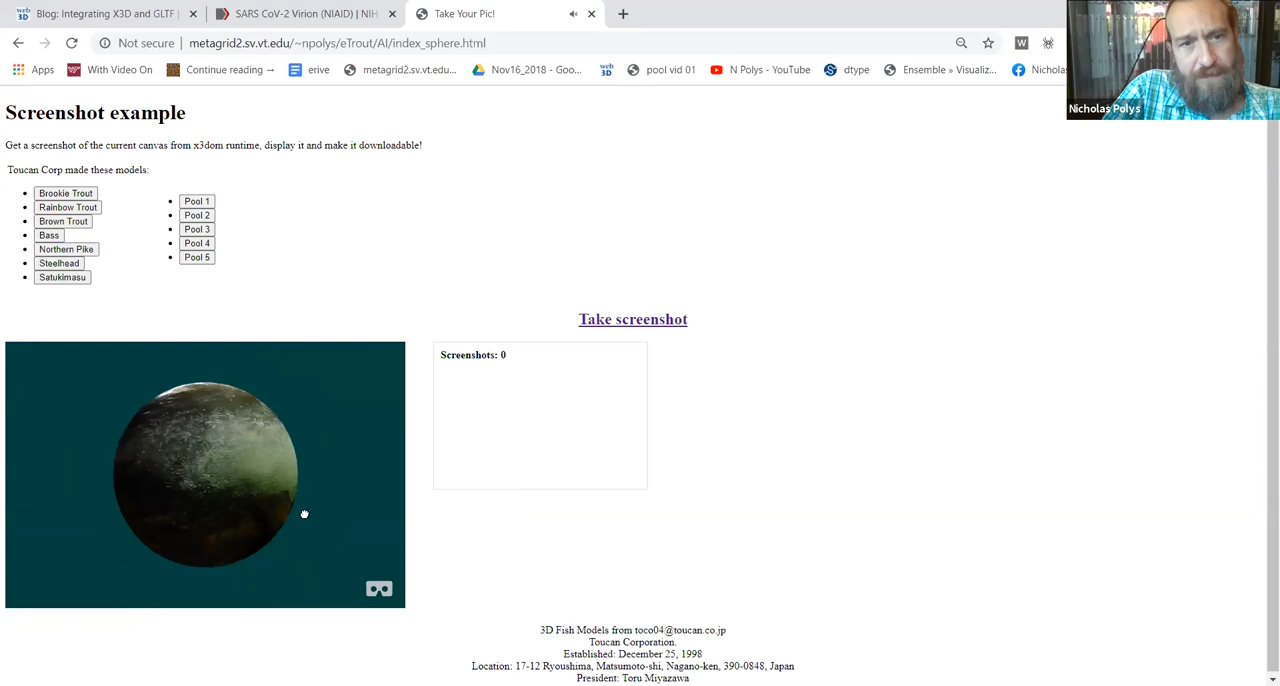 web 3D Blog: Integrating X3D and GLTF |
SARS CoV-2 Virion (NIAID) | NIH
Take Your Pic!
Not secure | metagrid2.sv.vt.edu/~npolys/eTrout/AI/index_sphere.html
W
Apps
With Video On
Continue reading →
erive
metagrid2.sv.vt.edu...
Nov16_2018 - Goo...
web 3D
pool vid 01
N Polys - YouTube
dtype
Ensemble » Visualiz...
Nichola
Nicholas Polys
Screenshot example
Get a screenshot of the current canvas from x3dom runtime, display it and make it downloadable!
Toucan Corp made these models:
Brookie Trout
Rainbow Trout
Brown Trout
Bass
Northern Pike
Steelhead
Satukimasu
Pool 1
Pool 2
Pool 3
Pool 4
Pool 5
Take screenshot
Screenshots: 0
3D Fish Models from toco04@toucan.co.jp
Toucan Corporation.
Established: December 25, 1998
Location: 17-12 Ryoushima, Matsumoto-shi, Nagano-ken, 390-0848, Japan
President: Toru Miyazawa